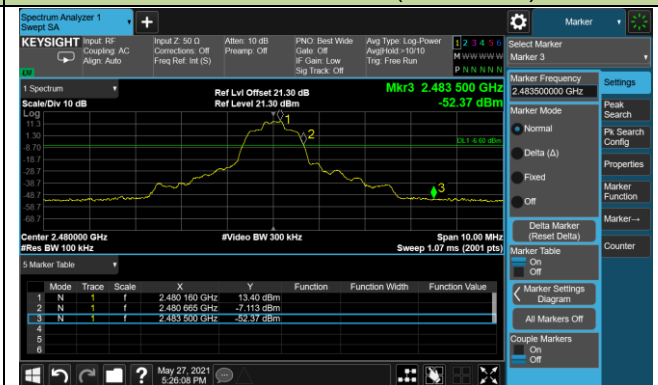 Spectrum Analyzer 1
Swept SA
Marker
KEYSIGHT
Input: RF
Coupling: AC
Align: Auto
Input Z: 50 Ω
Corrections: Off
Freq Ref: Int (S)
Atten: 10 dB
Preamp: Off
PNO: Best Wide
Gate: Off
IF Gain: Low
Sig Track: Off
Avg Type: Log-Power
Avg|Hold:>10/10
Trig: Free Run
1 2 3 4 5 6
M W W W W W
P N N N N N
Select Marker
Marker 3
1 Spectrum
Scale/Div 10 dB
Ref Lvl Offset 21.30 dB
Ref Level 21.30 dBm
Mkr3 2.483 500 GHz
-52.37 dBm
Log
11.3
1.30
-8.70
-18.7
-28.7
-38.7
-48.7
-58.7
-68.7
1
2
3
DL1 -6.60 dBm
Center 2.480000 GHz
#Res BW 100 kHz
#Video BW 300 kHz
Span 10.00 MHz
Sweep 1.07 ms (2001 pts)
5 Marker Table
Mode Trace Scale X Y Function Function Width Function Value
1 N 1 f 2.480 160 GHz 13.40 dBm
2 N 1 f 2.480 665 GHz -7.113 dBm
3 N 1 f 2.483 500 GHz -52.37 dBm
4
5
6
Marker Frequency
2.483500000 GHz
Marker Mode
Normal
Delta (Δ)
Fixed
Off
Delta Marker
(Reset Delta)
Marker Table
On
Off
Marker Settings
Diagram
All Markers Off
Couple Markers
On
Off
Settings
Peak
Search
Pk Search
Config
Properties
Marker
Function
Marker→
Counter
May 27, 2021
5:26:08 PM